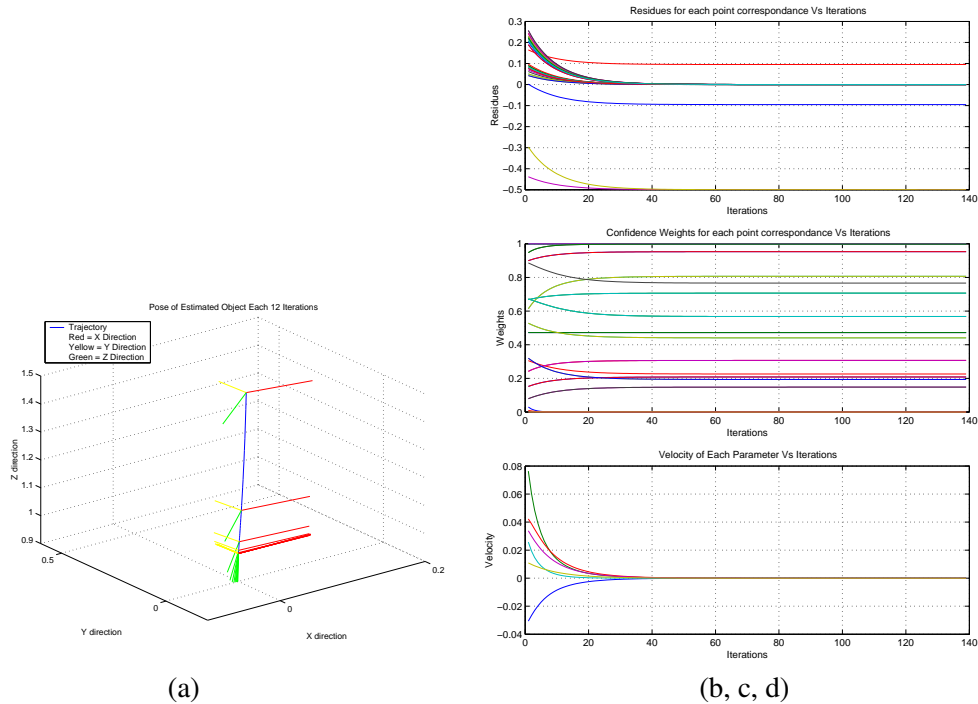 Pose of Estimated Object Each 12 Iterations
Trajectory
Red = X Direction
Yellow = Y Direction
Green = Z Direction
1.5
1.4
1.3
1.2
1.1
1
0.9
Z direction
0.5
0
Y direction
0
0.2
X direction
(a)
Residues for each point correspondance Vs Iterations
0.3
0.2
0.1
0
−0.1
−0.2
−0.3
−0.4
−0.5
Residues
0 20 40 60 80 100 120 140
Iterations
Confidence Weights for each point correspondance Vs Iterations
1
0.8
0.6
0.4
0.2
0
Weights
0 20 40 60 80 100 120 140
Iterations
Velocity of Each Parameter Vs Iterations
0.08
0.06
0.04
0.02
0
−0.02
−0.04
Velocity
0 20 40 60 80 100 120 140
Iterations
(b, c, d)